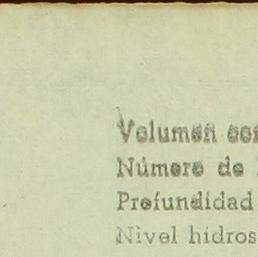 Volumen
Número de
Profundidad
Nivel